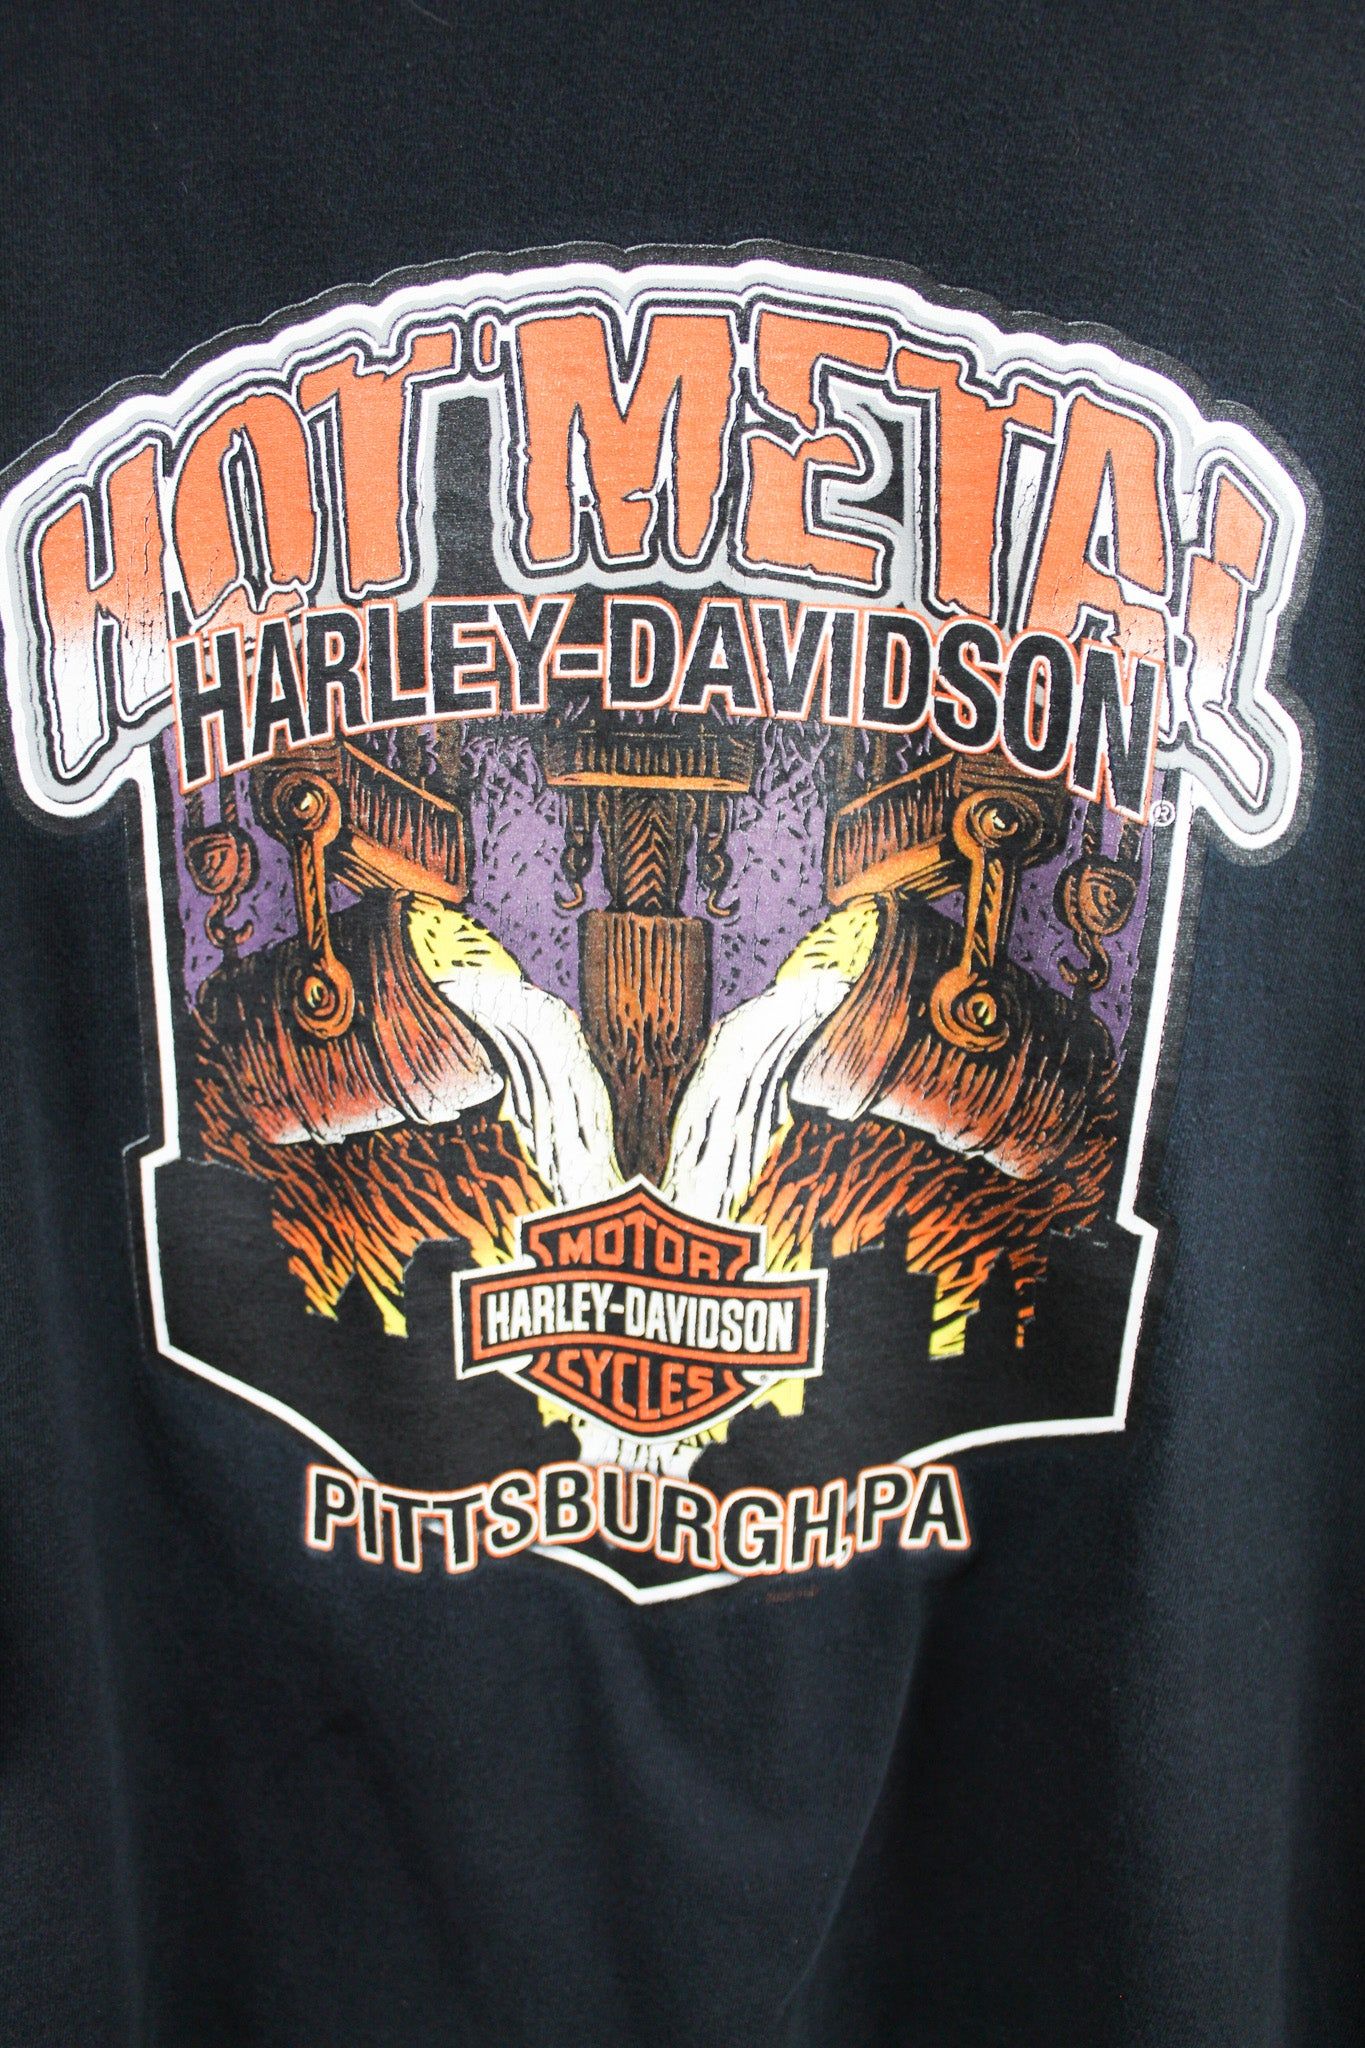 HOT METAL
HARLEY-DAVIDSON
®
MOTOR
HARLEY-DAVIDSON
CYCLES
PITTSBURGH, PA